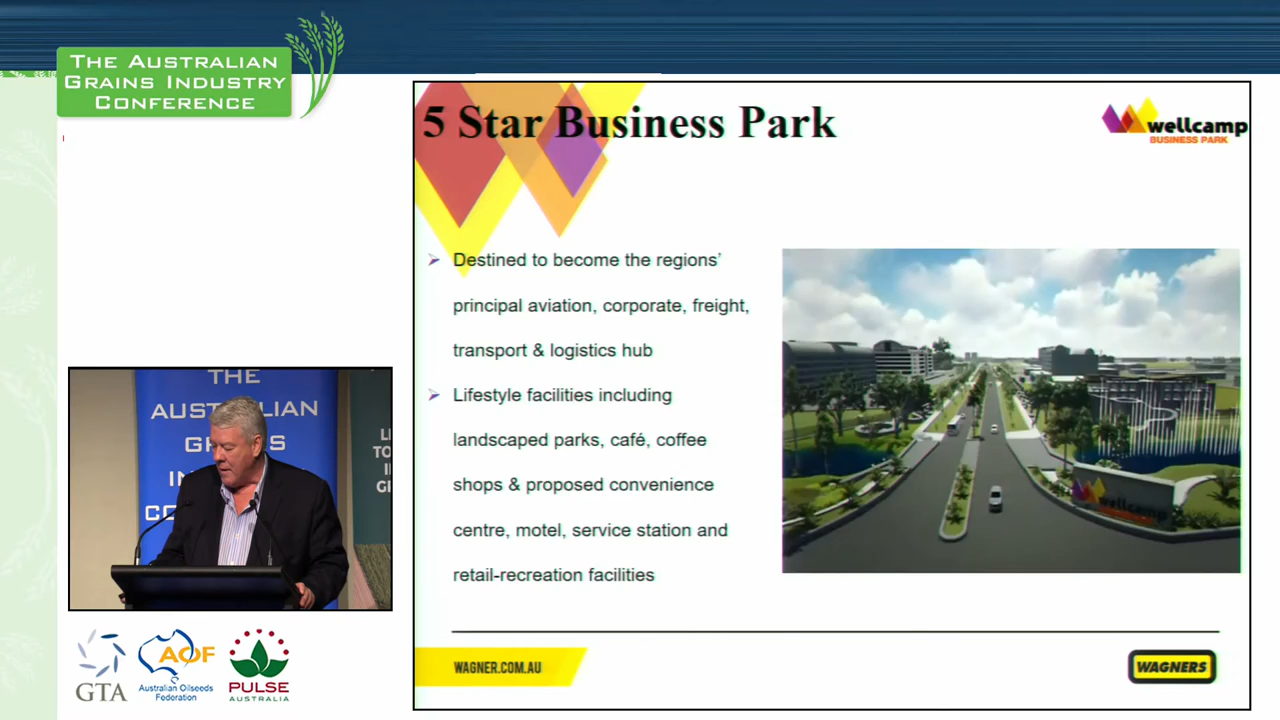 THE AUSTRALIAN
GRAINS INDUSTRY
CONFERENCE
5 Star Business Park
wellcamp
BUSINESS PARK
Destined to become the regions’
principal aviation, corporate, freight,
transport & logistics hub
Lifestyle facilities including
landscaped parks, café, coffee
shops & proposed convenience
centre, motel, service station and
retail-recreation facilities
wellcamp
WAGNER.COM.AU
WAGNERS
THE
AUSTRALIAN
GTA
AOF
Australian Oilseeds
Federation
PULSE
AUSTRALIA